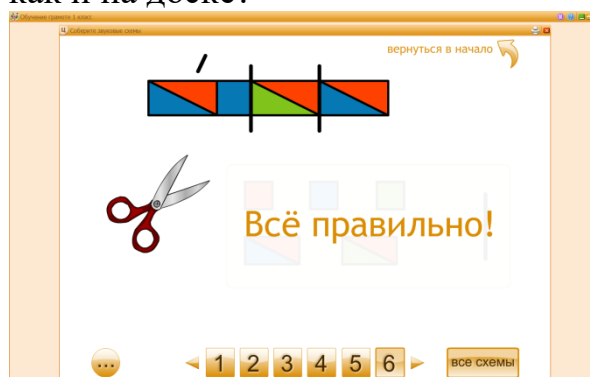 как и на доске.
Обучение грамоте 1 класс
Соберите звуковые схемы
вернуться в начало
Всё правильно!
...
1 2 3 4 5 6
все схемы